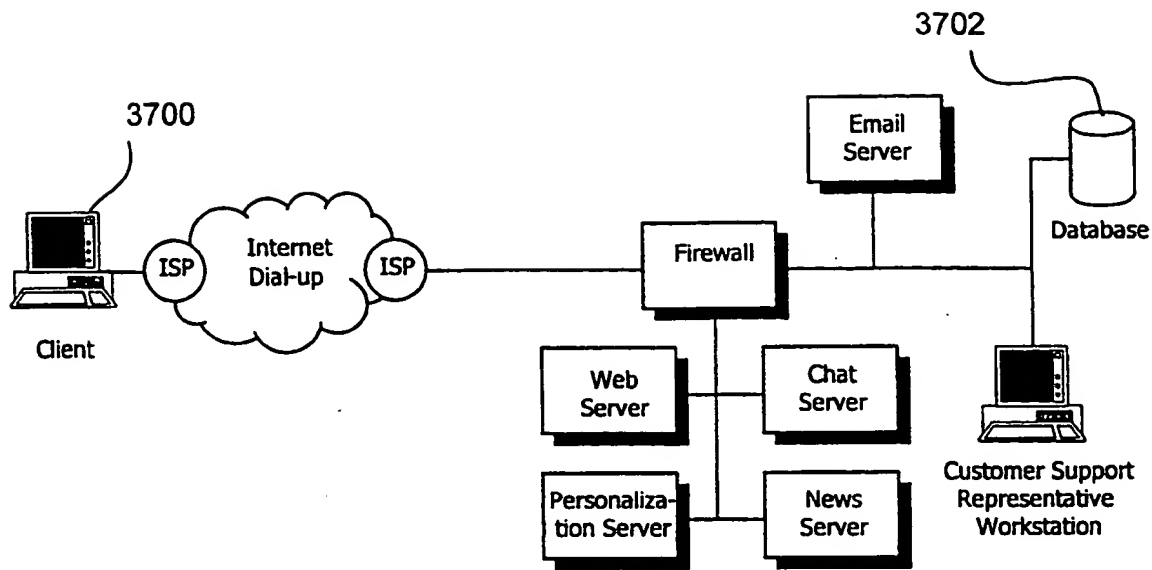 3702
3700
Email
Server
Database
ISP
Internet
Dial-up
ISP
Firewall
Client
Web
Server
Chat
Server
Personaliza-
tion Server
News
Server
Customer Support
Representative
Workstation